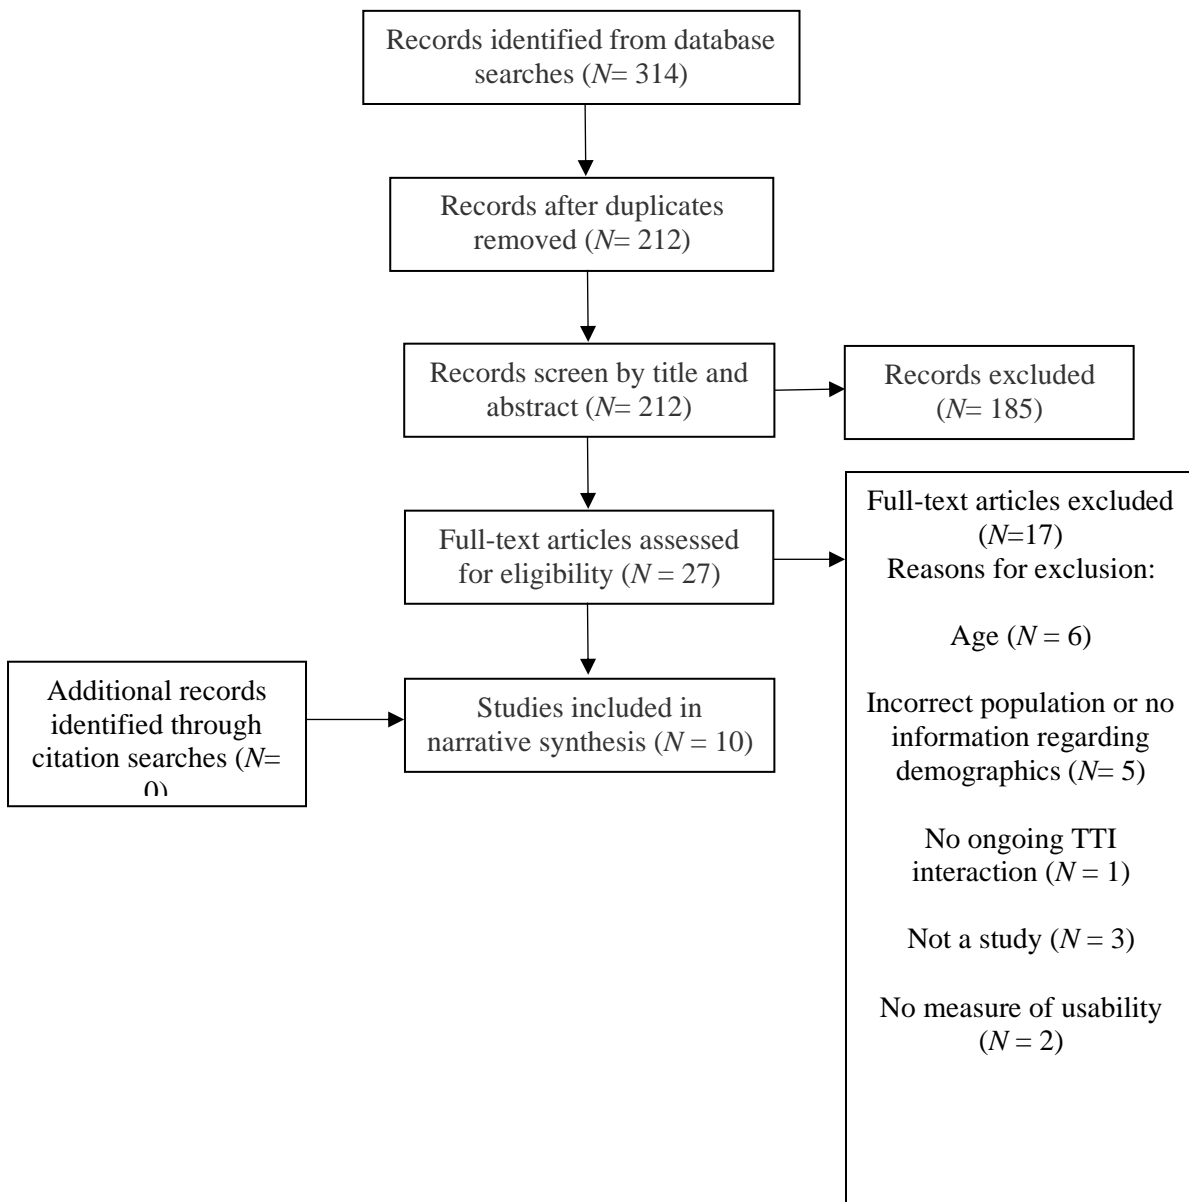 Records identified from database
searches (N= 314)
Records after duplicates
removed (N= 212)
Records screen by title and
abstract (N= 212)
Records excluded
(N= 185)
Full-text articles assessed
for eligibility (N = 27)
Full-text articles excluded
(N=17)
Reasons for exclusion:
Age (N = 6)
Incorrect population or no
information regarding
demographics (N= 5)
No ongoing TTI
interaction (N = 1)
Not a study (N = 3)
No measure of usability
(N = 2)
Additional records
identified through
citation searches (N=
0)
Studies included in
narrative synthesis (N = 10)